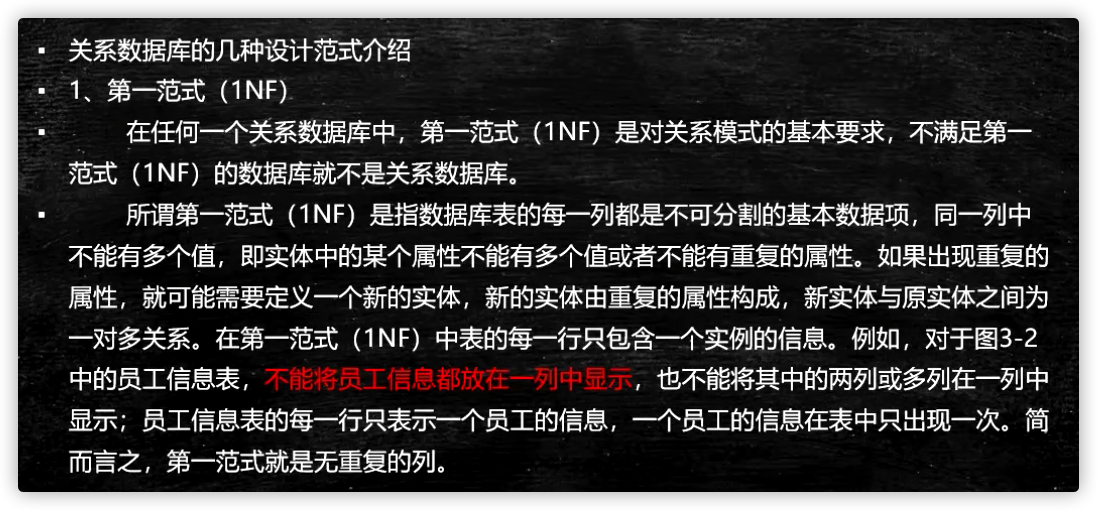 ▪ 关系数据库的几种设计范式介绍
▪ 1、第一范式（1NF）
▪ 在任何一个关系数据库中，第一范式（1NF）是对关系模式的基本要求，不满足第一
范式（1NF）的数据库就不是关系数据库。
▪ 所谓第一范式（1NF）是指数据库表的每一列都是不可分割的基本数据项，同一列中
不能有多个值，即实体中的某个属性不能有多个值或者不能有重复的属性。如果出现重复的
属性，就可能需要定义一个新的实体，新的实体由重复的属性构成，新实体与原实体之间为
一对多关系。在第一范式（1NF）中表的每一行只包含一个实例的信息。例如，对于图3-2
中的员工信息表，不能将员工信息都放在一列中显示，也不能将其中的两列或多列在一列中
显示；员工信息表的每一行只表示一个员工的信息，一个员工的信息在表中只出现一次。简
而言之，第一范式就是无重复的列。